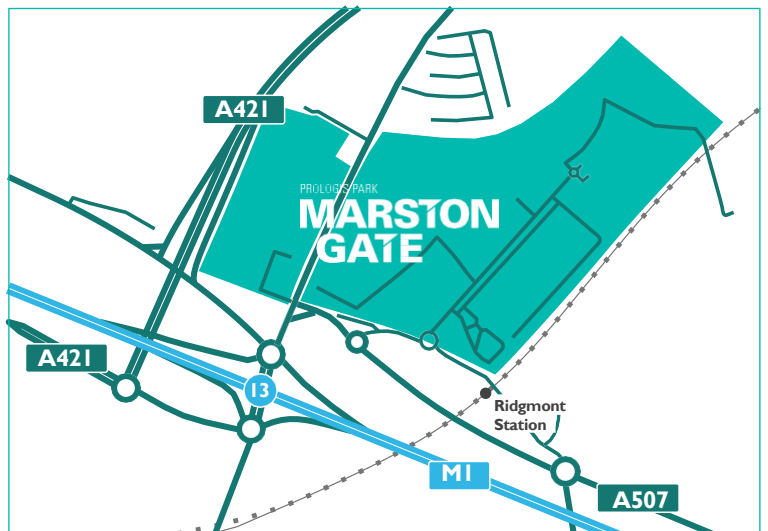 A421
PROLOGIS PARK
MARSTON
GATE
A421
13
Ridgmont
Station
M1
A507